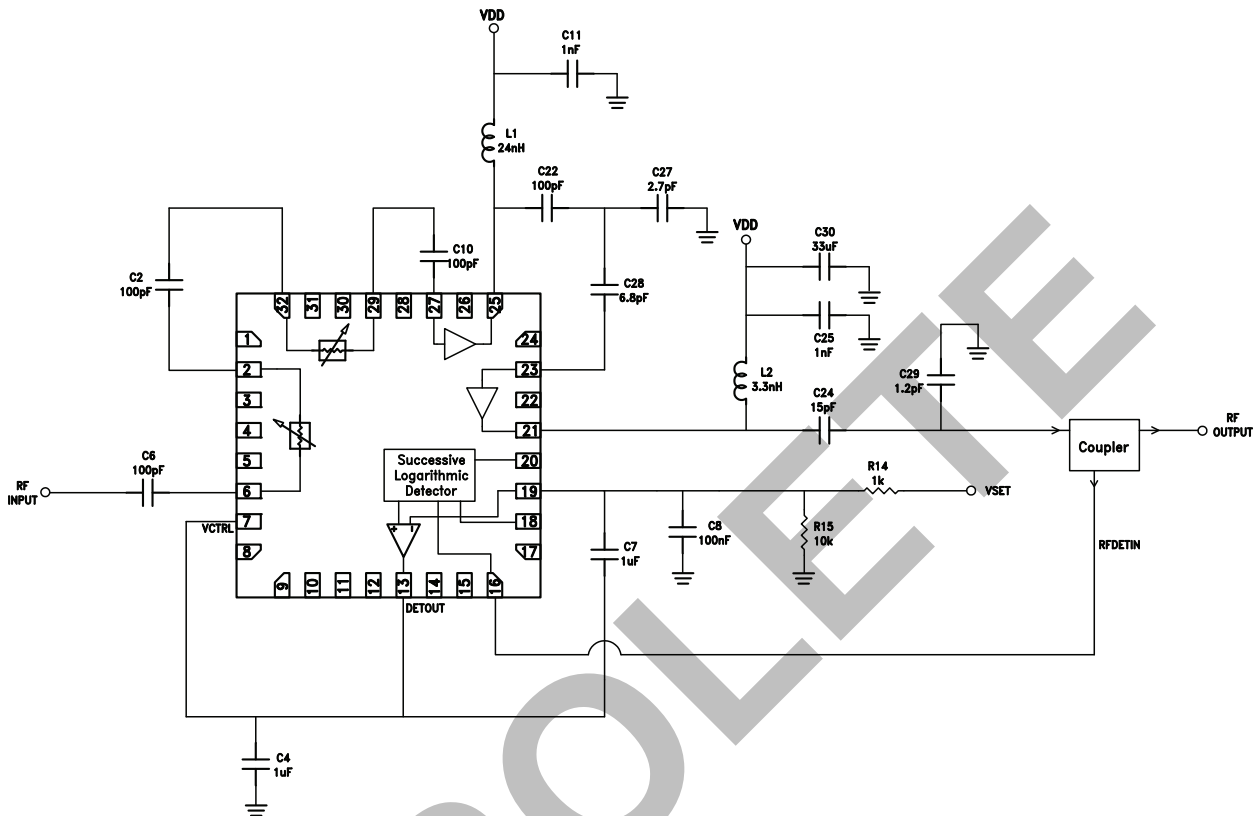 VDD
C11
1nF
L1
24nH
C22
100pF
C27
2.7pF
VDD
C30
33uF
C10
100pF
C2
100pF
C28
6.8pF
32
31
30
29
28
27
26
25
C25
1nF
1
24
2
23
L2
3.3nH
C29
1.2pF
3
22
C24
15pF
4
21
RF
OUTPUT
Coupler
5
Successive
Logarithmic
Detector
20
C6
100pF
R14
1k
RF
INPUT
6
19
VSET
7
VCTRL
+
-
18
C8
100nF
R15
10k
8
17
C7
1uF
RFDETIN
9
10
11
12
13
14
15
16
DETOUT
C4
1uF
OLETE